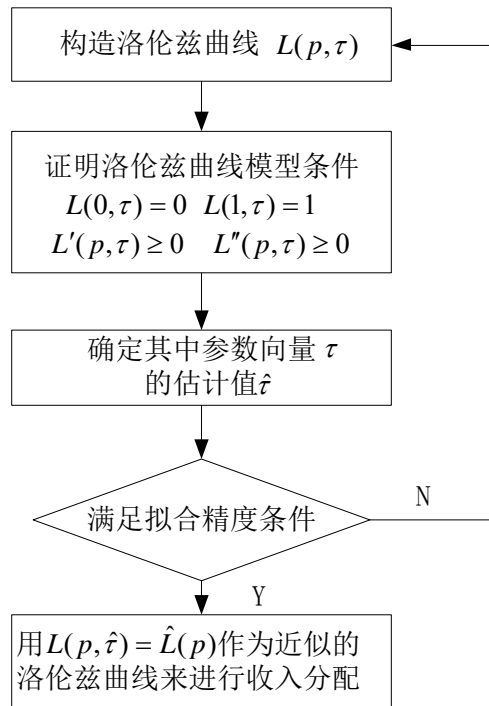 构造洛伦兹曲线 L(p,τ)
证明洛伦兹曲线模型条件
L(0,τ)=0 L(1,τ)=1
L′(p,τ)≥0 L″(p,τ)≥0
确定其中参数向量 τ
的估计值τ̂
满足拟合精度条件
N
Y
用L(p,τ̂)=L̂(p)作为近似的
洛伦兹曲线来进行收入分配